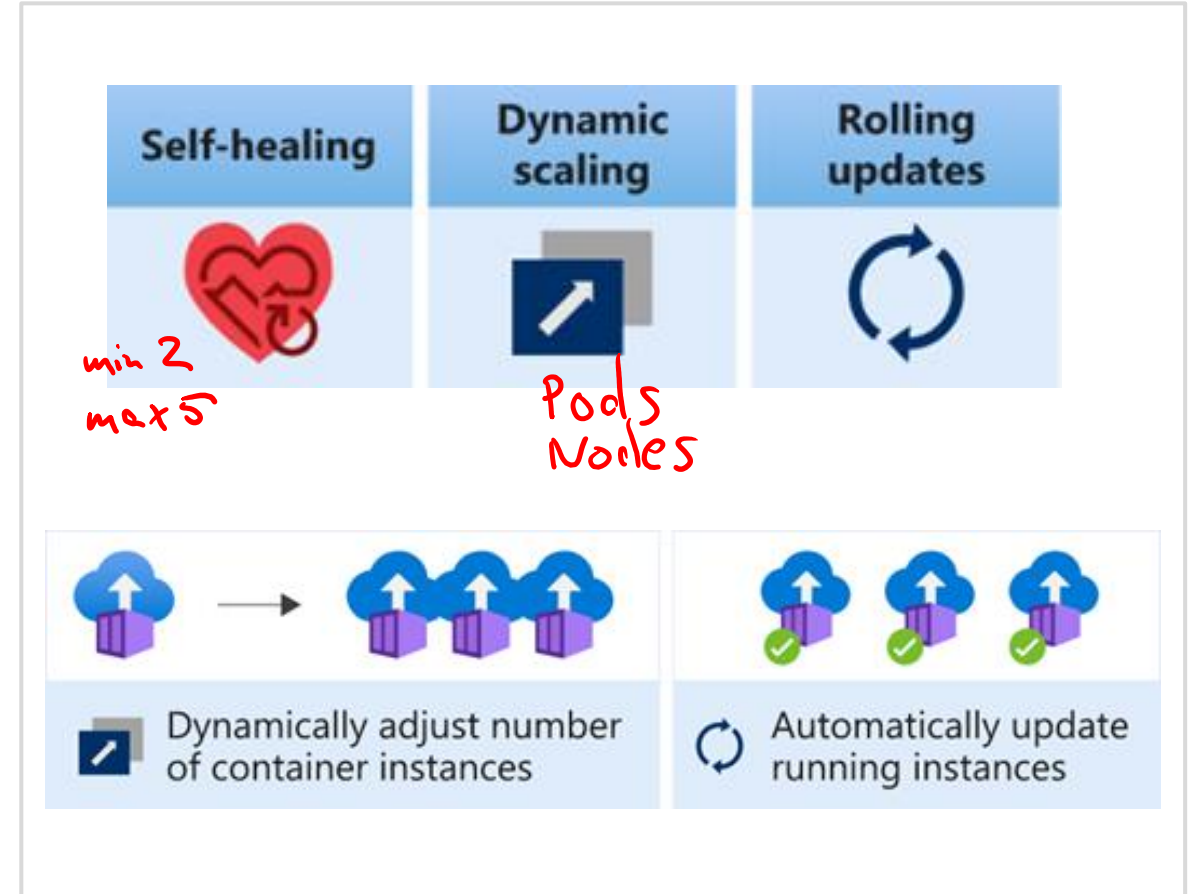 Self-healing
Dynamic
scaling
Rolling
updates
min 2
max 5
Pods
Nodes
Dynamically adjust number
of container instances
Automatically update
running instances